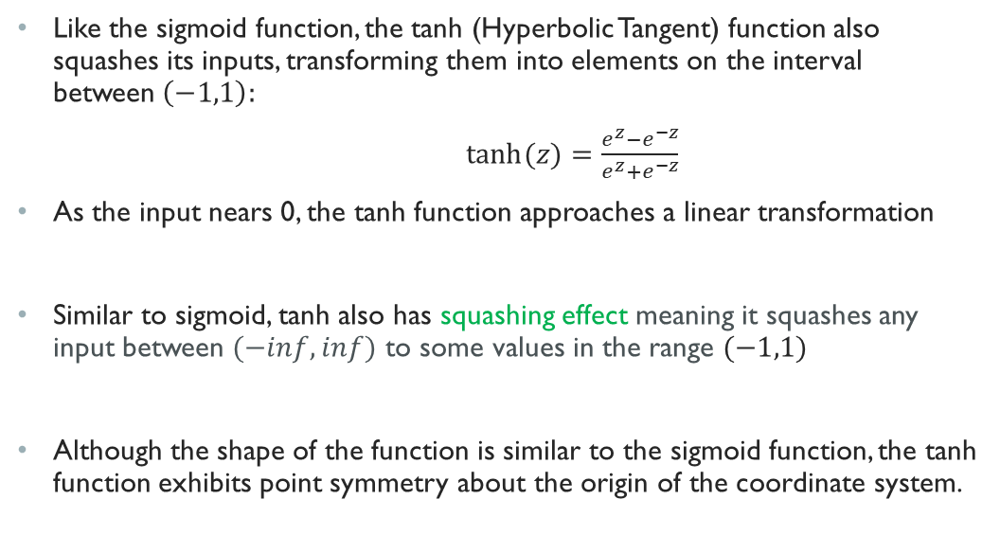 • Like the sigmoid function, the tanh (Hyperbolic Tangent) function also
squashes its inputs, transforming them into elements on the interval
between (−1,1):
tanh(z) = e^z−e^−z / e^z+e^−z
• As the input nears 0, the tanh function approaches a linear transformation
• Similar to sigmoid, tanh also has squashing effect meaning it squashes any
input between (−inf, inf) to some values in the range (−1,1)
• Although the shape of the function is similar to the sigmoid function, the tanh
function exhibits point symmetry about the origin of the coordinate system.